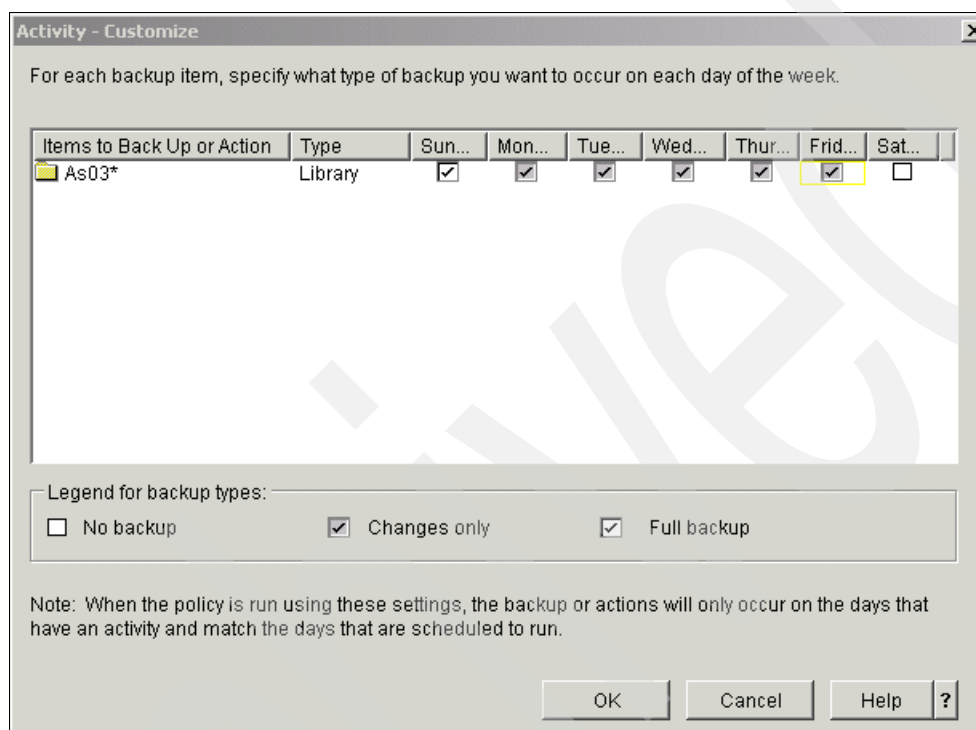 Activity - Customize
For each backup item, specify what type of backup you want to occur on each day of the week.
Items to Back Up or Action Type Sun... Mon... Tue... Wed... Thur... Frid... Sat...
As03* Library
Legend for backup types:
No backup Changes only Full backup
Note: When the policy is run using these settings, the backup or actions will only occur on the days that
have an activity and match the days that are scheduled to run.
OK Cancel Help ?